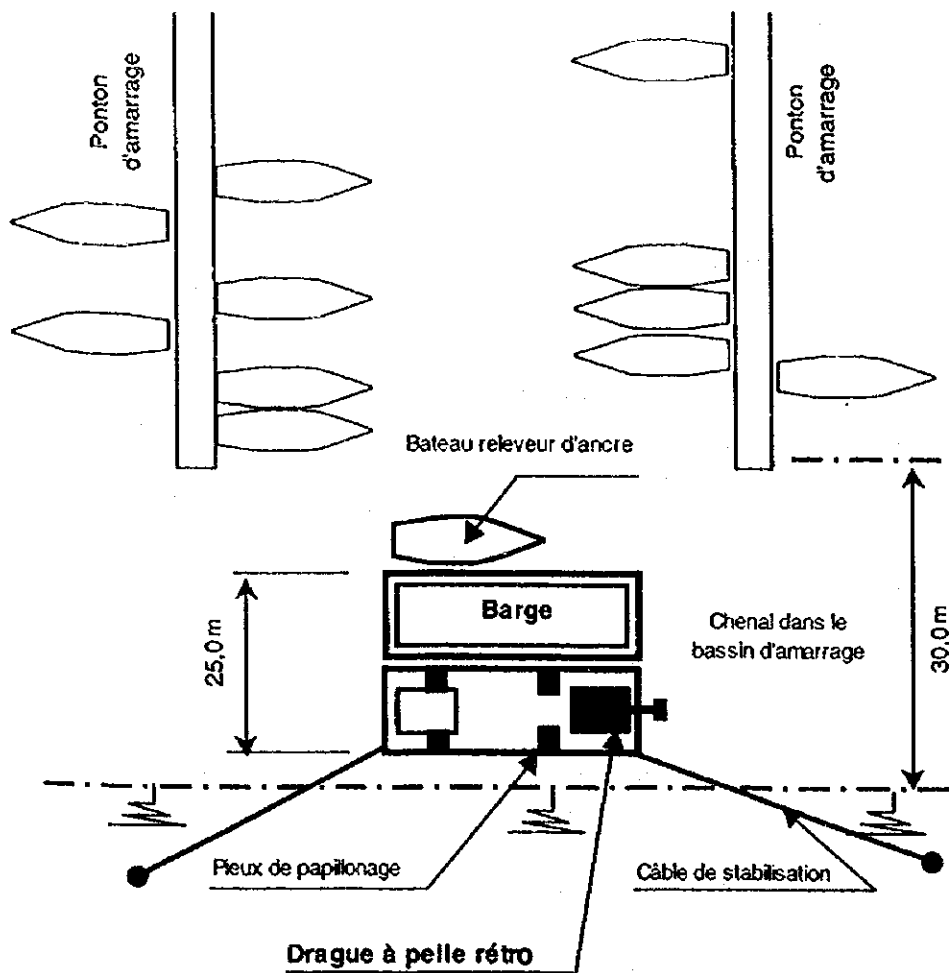 Ponton
d'amarrage
Ponton
d'amarrage
Bateau releveur d'ancre
Barge
25,0 m
Chenal dans le
bassin d'amarrage
30,0 m
Pieux de papillonage
Câble de stabilisation
Drague à pelle rétro